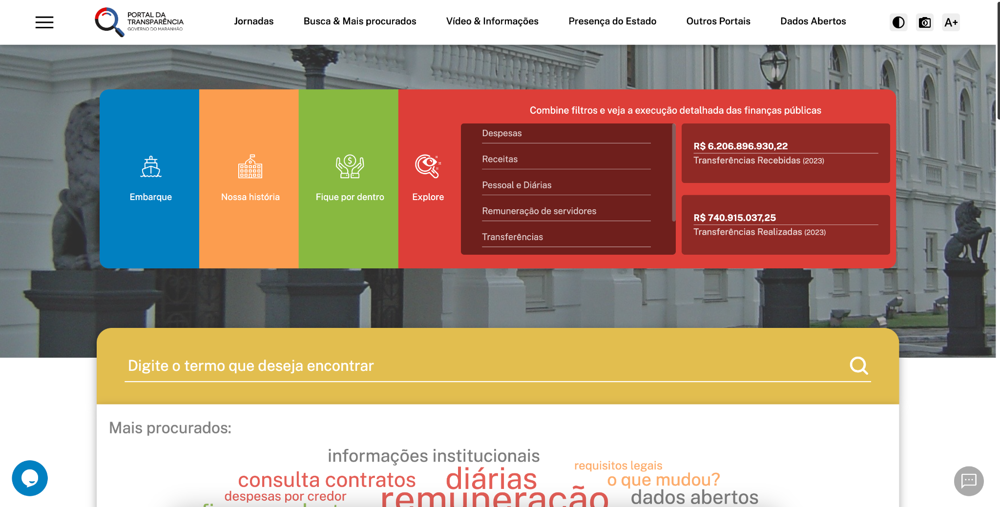 PORTAL DA
TRANSPARÊNCIA
GOVERNO DO MARANHÃO
Jornadas
Busca & Mais procurados
Vídeo & Informações
Presença do Estado
Outros Portais
Dados Abertos
A+
Embarque
Nossa história
Fique por dentro
Explore
Combine filtros e veja a execução detalhada das finanças públicas
Despesas
Receitas
Pessoal e Diárias
Remuneração de servidores
Transferências
R$ 6.206.896.930,22
Transferências Recebidas (2023)
R$ 740.915.037,25
Transferências Realizadas (2023)
Digite o termo que deseja encontrar
Mais procurados:
informações institucionais
requisitos legais
consulta contratos
diárias
o que mudou?
despesas por credor
remuneração
dados abertos